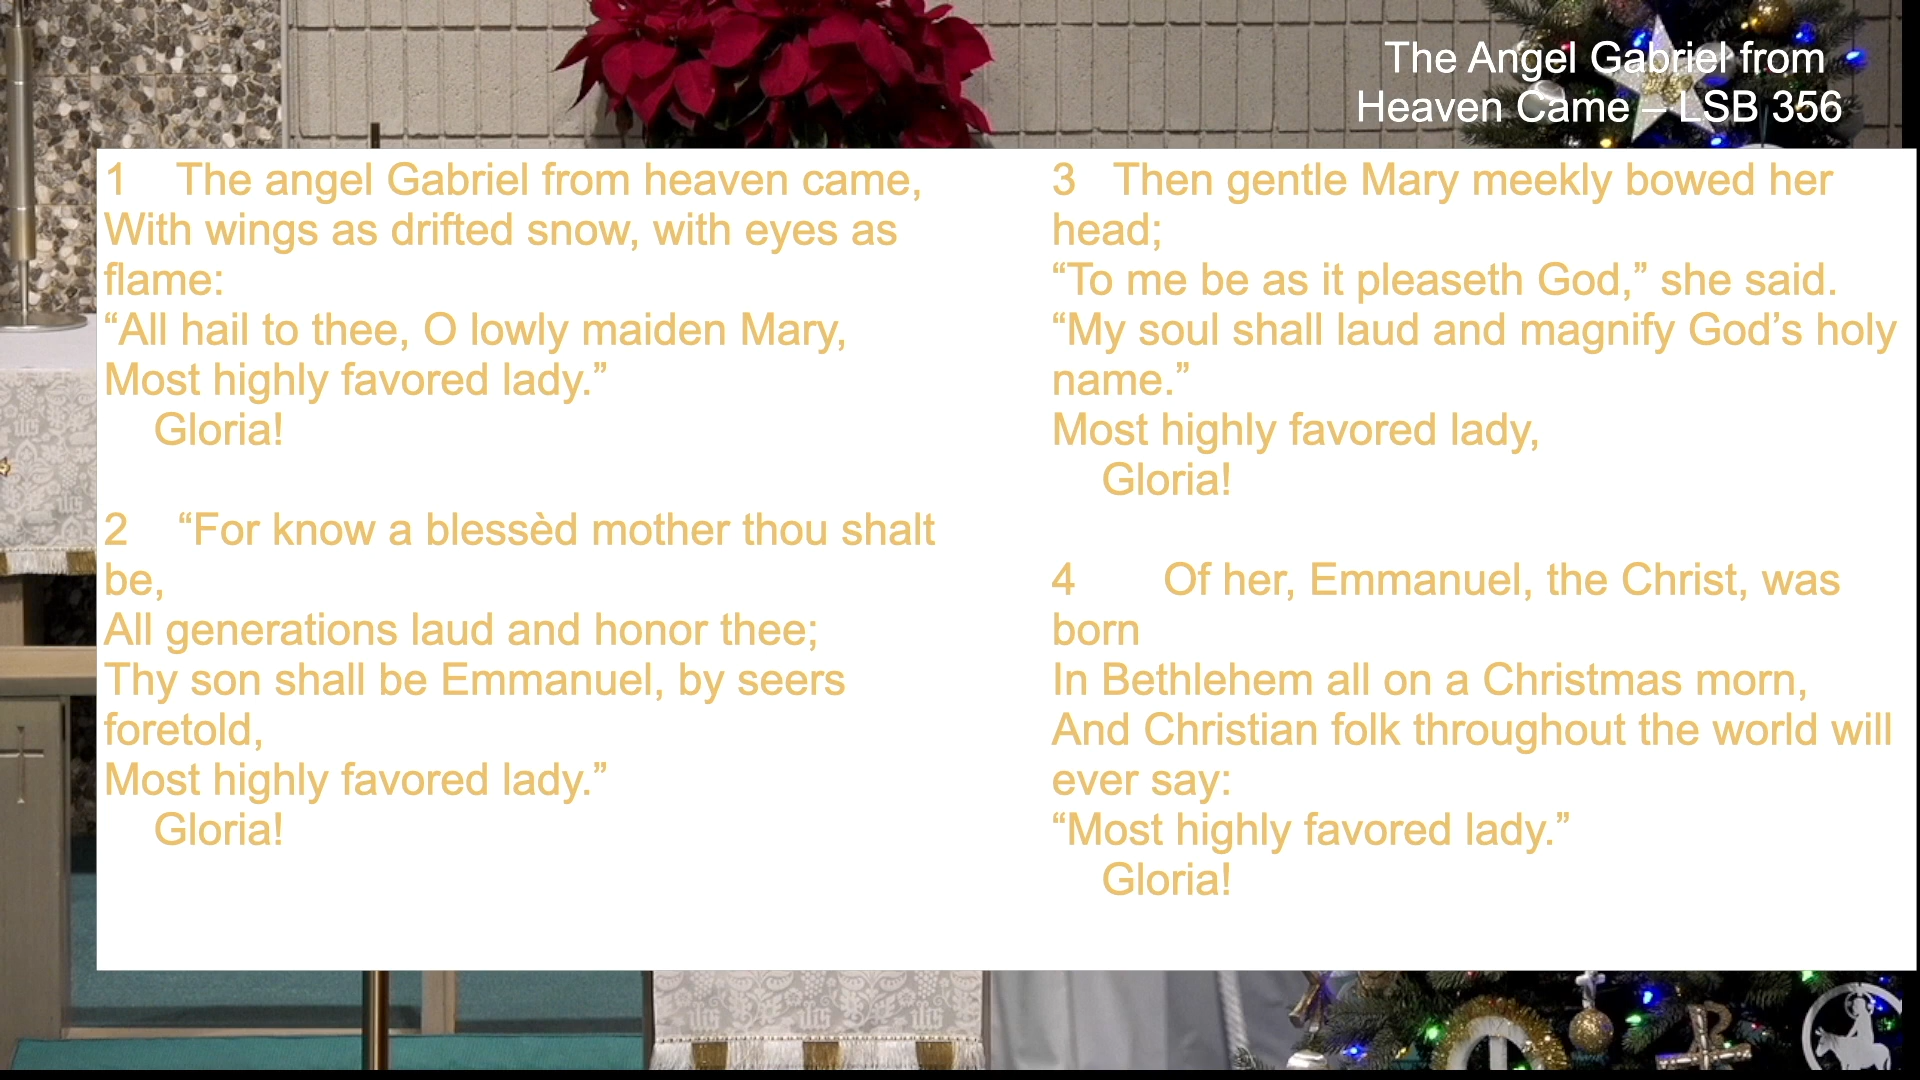 The Angel Gabriel from
Heaven Came – LSB 356
1 The angel Gabriel from heaven came,
With wings as drifted snow, with eyes as
flame:
“All hail to thee, O lowly maiden Mary,
Most highly favored lady.”
Gloria!
2 “For know a blessèd mother thou shalt
be,
All generations laud and honor thee;
Thy son shall be Emmanuel, by seers
foretold,
Most highly favored lady.”
Gloria!
3 Then gentle Mary meekly bowed her
head;
“To me be as it pleaseth God,” she said.
“My soul shall laud and magnify God’s holy
name.”
Most highly favored lady,
Gloria!
4 Of her, Emmanuel, the Christ, was
born
In Bethlehem all on a Christmas morn,
And Christian folk throughout the world will
ever say:
“Most highly favored lady.”
Gloria!